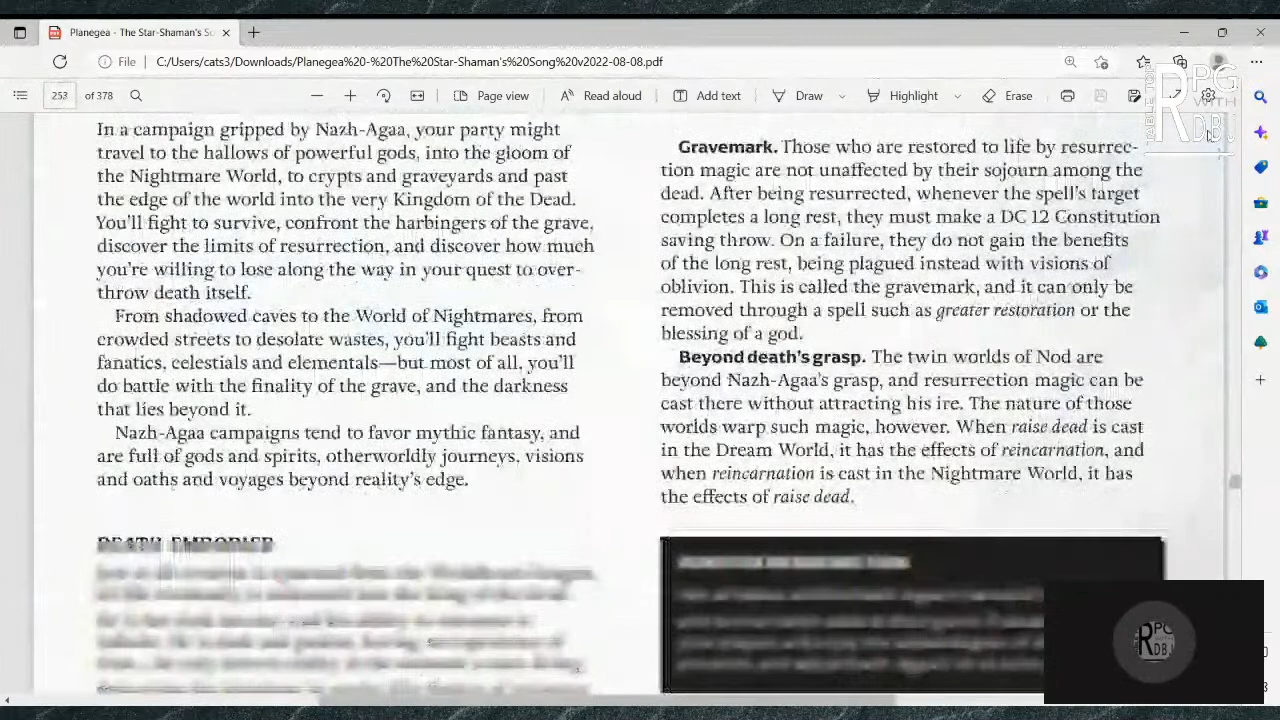 Planegea - The Star-Shaman's So
File
C:/Users/cats3/Downloads/Planegea%20-%20The%20Star-Shaman's%20Song%20v2022-08-08.pdf
253 of 378
Page view
Read aloud
Add text
Draw
Highlight
Erase
TABLE TOP
RPG
WITH
DBJ
In a campaign gripped by Nazh-Agaa, your party might
travel to the hallows of powerful gods, into the gloom of
the Nightmare World, to crypts and graveyards and past
the edge of the world into the very Kingdom of the Dead.
You'll fight to survive, confront the harbingers of the grave,
discover the limits of resurrection, and discover how much
you're willing to lose along the way in your quest to over-
throw death itself.
From shadowed caves to the World of Nightmares, from
crowded streets to desolate wastes, you'll fight beasts and
fanatics, celestials and elementals—but most of all, you'll
do battle with the finality of the grave, and the darkness
that lies beyond it.
Nazh-Agaa campaigns tend to favor mythic fantasy, and
are full of gods and spirits, otherworldly journeys, visions
and oaths and voyages beyond reality's edge.
DEATH EMBODIED
Gravemark. Those who are restored to life by resurrec-
tion magic are not unaffected by their sojourn among the
dead. After being resurrected, whenever the spell's target
completes a long rest, they must make a DC 12 Constitution
saving throw. On a failure, they do not gain the benefits
of the long rest, being plagued instead with visions of
oblivion. This is called the gravemark, and it can only be
removed through a spell such as greater restoration or the
blessing of a god.
Beyond death's grasp. The twin worlds of Nod are
beyond Nazh-Agaa's grasp, and resurrection magic can be
cast there without attracting his ire. The nature of those
worlds warp such magic, however. When raise dead is cast
in the Dream World, it has the effects of reincarnation, and
when reincarnation is cast in the Nightmare World, it has
the effects of raise dead.
RPG
DBJ